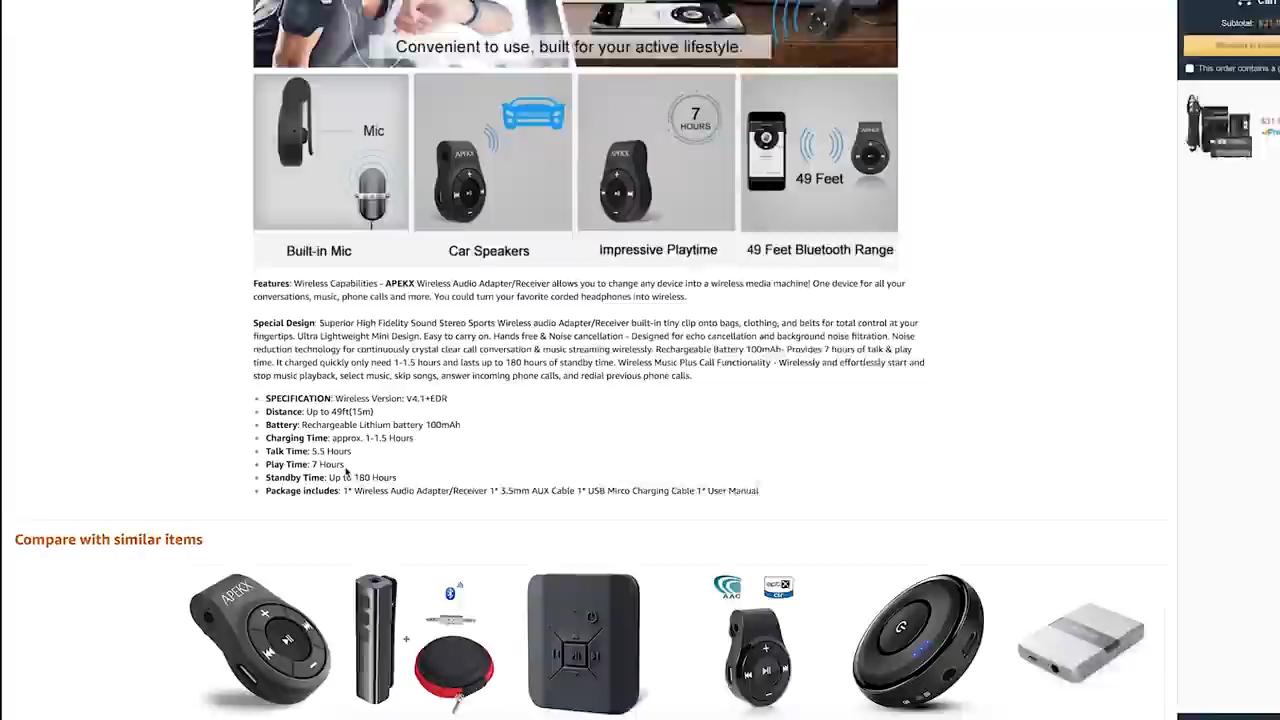 Subtotal:
This order contains a
Convenient to use, built for your active lifestyle.
Mic
APEKX
7
HOURS
APEKX
APEKX
49 Feet
Built-in Mic
Car Speakers
Impressive Playtime
49 Feet Bluetooth Range
Features: Wireless Capabilities - APEKX Wireless Audio Adapter/Receiver allows you to change any device into a wireless media machine! One device for all your
conversations, music, phone calls and more. You could turn your favorite corded headphones into wireless.
Special Design: Superior High Fidelity Sound Stereo Sports Wireless audio Adapter/Receiver built-in tiny clip onto bags, clothing, and belts for total control at your
fingertips. Ultra Lightweight Mini Design. Easy to carry on. Hands free & Noise cancellation - Designed for echo cancellation and background noise filtration. Noise
reduction technology for continuously crystal clear call conversation & music streaming wirelessly. Rechargeable Battery 100mAh- Provides 7 hours of talk & play
time. It charged quickly only need 1-1.5 hours and lasts up to 180 hours of standby time. Wireless Music Plus Call Functionality - Wirelessly and effortlessly start and
stop music playback, select music, skip songs, answer incoming phone calls, and redial previous phone calls.
SPECIFICATION: Wireless Version: V4.1+EDR
Distance: Up to 49ft(15m)
Battery: Rechargeable Lithium battery 100mAh
Charging Time: approx. 1-1.5 Hours
Talk Time: 5.5 Hours
Play Time: 7 Hours
Standby Time: Up to 180 Hours
Package includes: 1* Wireless Audio Adapter/Receiver 1* 3.5mm AUX Cable 1* USB Mirco Charging Cable 1* User Manual
Compare with similar items
APEKX
AAC
aptX